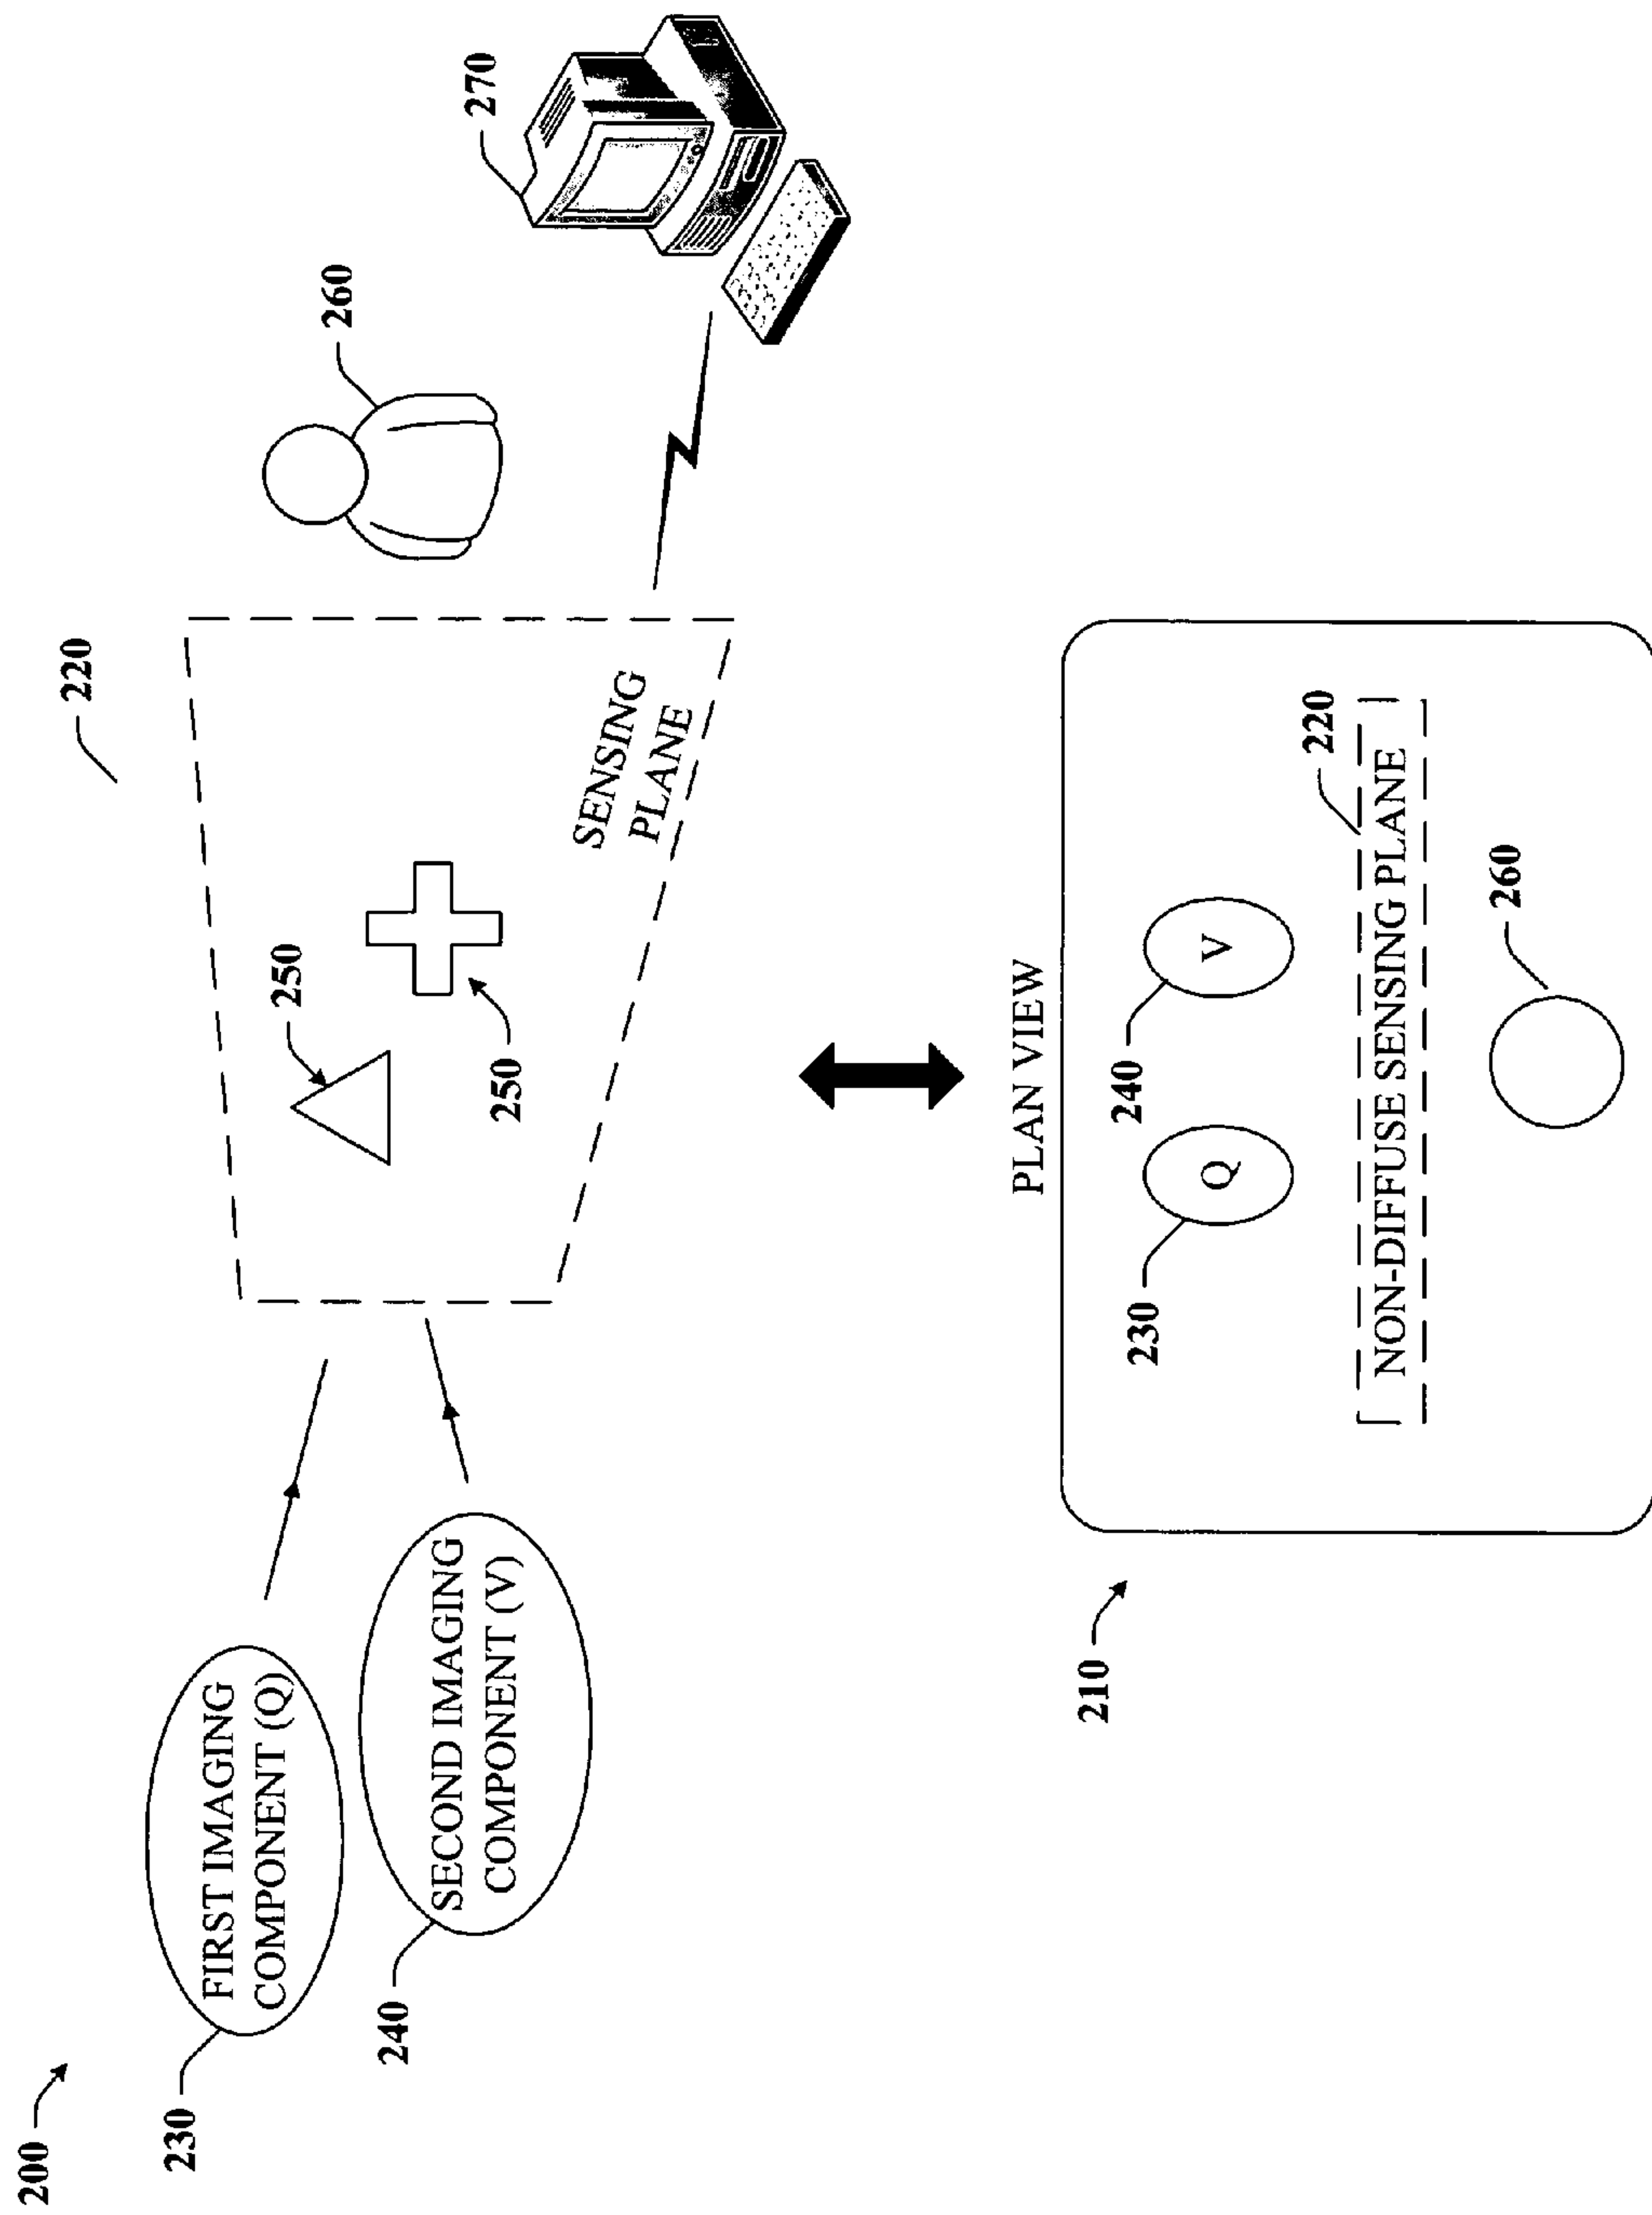 200
230
FIRST IMAGING
COMPONENT (Q)
240
SECOND IMAGING
COMPONENT (V)
220
250
250
SENSING
PLANE
260
270
210
PLAN VIEW
230
Q
240
V
220
NON-DIFFUSE SENSING PLANE
260